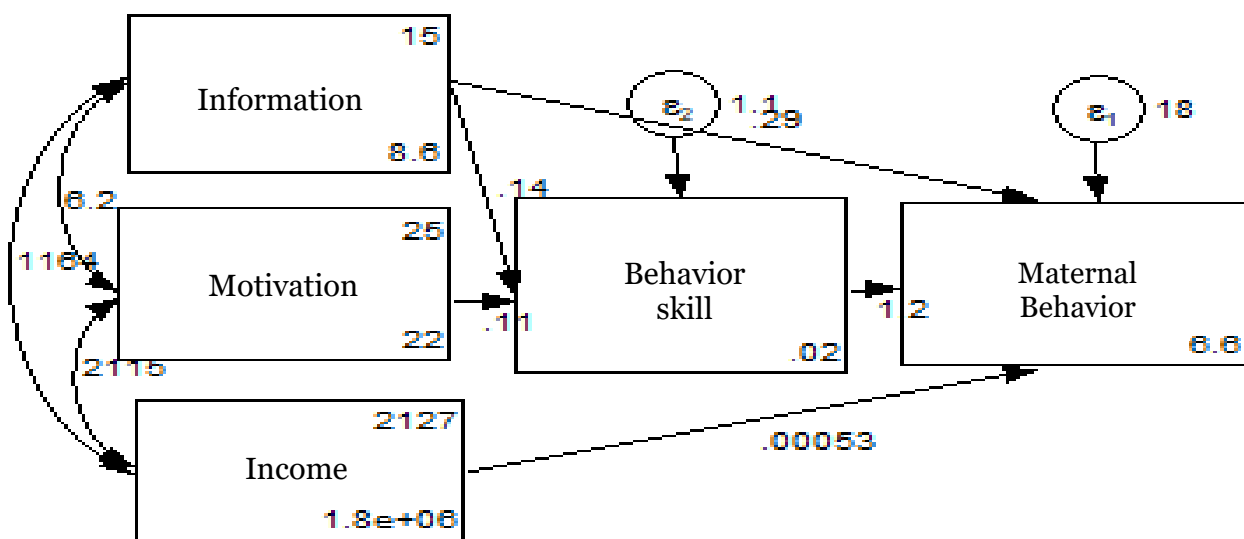 15
Information
8.6
ε₂
1.1
.29
ε₁
18
6.2
.14
1164
25
Motivation
22
.11
Behavior
skill
.02
1.2
Maternal
Behavior
6.6
2115
2127
Income
1.8e+06
.00053